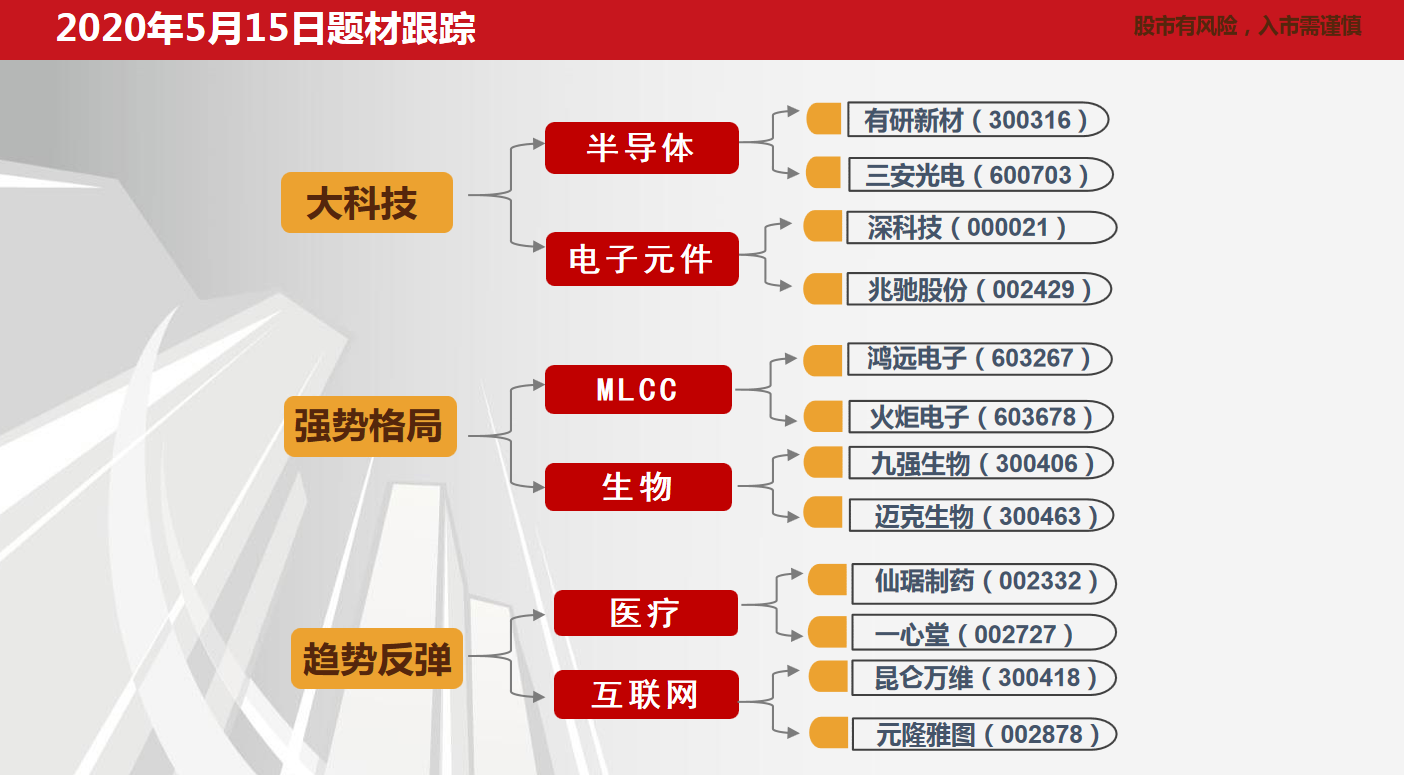 2020年5月15日题材跟踪
股市有风险，入市需谨慎
大科技
半导体
有研新材（300316）
三安光电（600703）
电子元件
深科技（000021）
兆驰股份（002429）
强势格局
MLCC
鸿远电子（603267）
火炬电子（603678）
生物
九强生物（300406）
迈克生物（300463）
趋势反弹
医疗
仙琚制药（002332）
一心堂（002727）
互联网
昆仑万维（300418）
元隆雅图（002878）